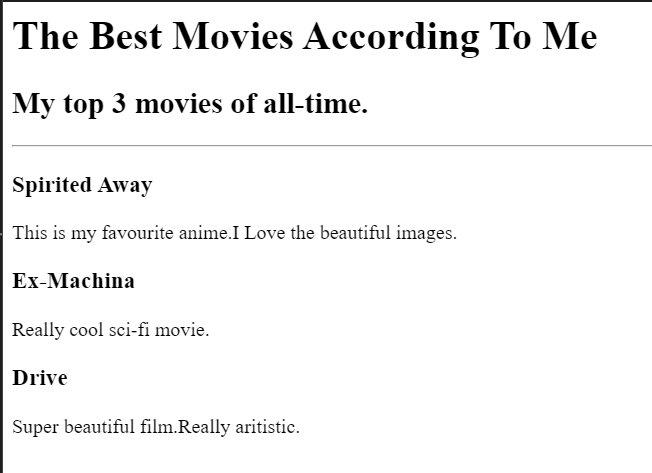 The Best Movies According To Me
My top 3 movies of all-time.
Spirited Away
This is my favourite anime.I Love the beautiful images.
Ex-Machina
Really cool sci-fi movie.
Drive
Super beautiful film.Really aritistic.